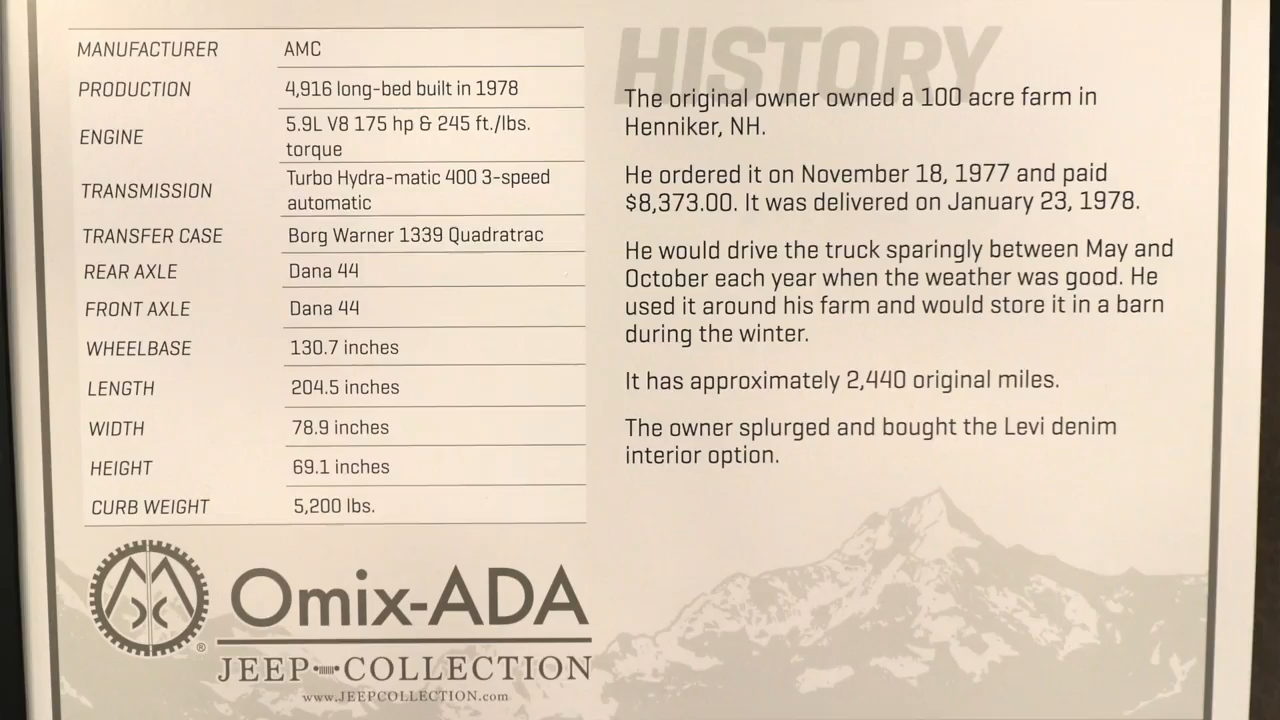 MANUFACTURER AMC
PRODUCTION 4,916 long-bed built in 1978
ENGINE 5.9L V8 175 hp & 245 ft./lbs.
torque
TRANSMISSION Turbo Hydra-matic 400 3-speed
automatic
TRANSFER CASE Borg Warner 1339 Quadratrac
REAR AXLE Dana 44
FRONT AXLE Dana 44
WHEELBASE 130.7 inches
LENGTH 204.5 inches
WIDTH 78.9 inches
HEIGHT 69.1 inches
CURB WEIGHT 5,200 lbs.
HISTORY
The original owner owned a 100 acre farm in
Henniker, NH.
He ordered it on November 18, 1977 and paid
$8,373.00. It was delivered on January 23, 1978.
He would drive the truck sparingly between May and
October each year when the weather was good. He
used it around his farm and would store it in a barn
during the winter.
It has approximately 2,440 original miles.
The owner splurged and bought the Levi denim
interior option.
®
Omix-ADA
JEEP COLLECTION
www.JEEPCOLLECTION.com